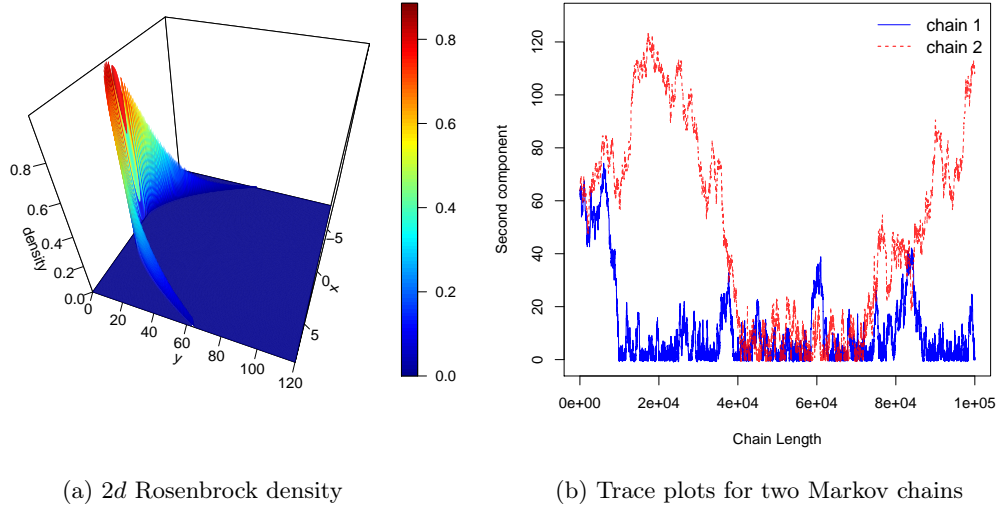 0.8
0.6
0.4
0.2
0.0
density
0
20
40
60
80
100
120
y
−5
0
5
x
0.8
0.6
0.4
0.2
0.0
(a) 2d Rosenbrock density
chain 1
chain 2
120
100
80
60
40
20
0
Second component
0e+00 2e+04 4e+04 6e+04 8e+04 1e+05
Chain Length
(b) Trace plots for two Markov chains